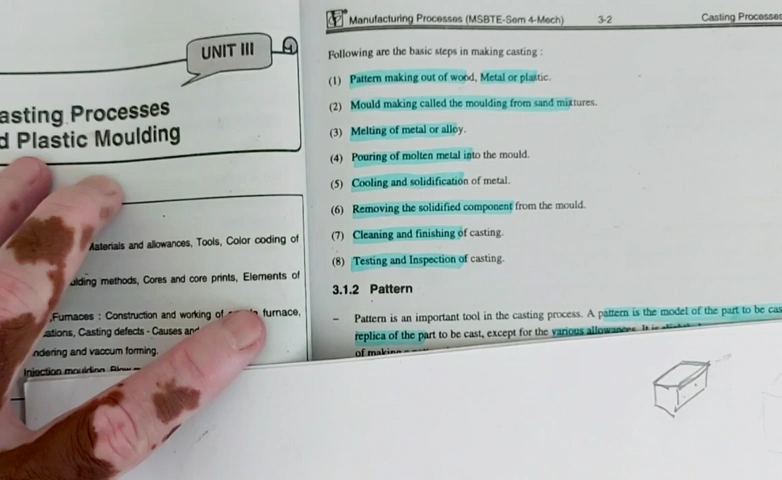 UNIT III
asting Processes
d Plastic Moulding
Materials and allowances, Tools, Color coding of
lding methods, Cores and core prints, Elements of
Furnaces : Construction and working of furnace,
ations, Casting defects - Causes and
ndering and vaccum forming.
Injection moulding,
Manufacturing Processes (MSBTE-Sem 4-Mech) 3-2 Casting Processes
Following are the basic steps in making casting :
(1) Pattern making out of wood, Metal or plastic.
(2) Mould making called the moulding from sand mixtures.
(3) Melting of metal or alloy.
(4) Pouring of molten metal into the mould.
(5) Cooling and solidification of metal.
(6) Removing the solidified component from the mould.
(7) Cleaning and finishing of casting.
(8) Testing and Inspection of casting.
3.1.2 Pattern
– Pattern is an important tool in the casting process. A pattern is the model of the part to be cas
replica of the part to be cast, except for the various allowances. It is
of making